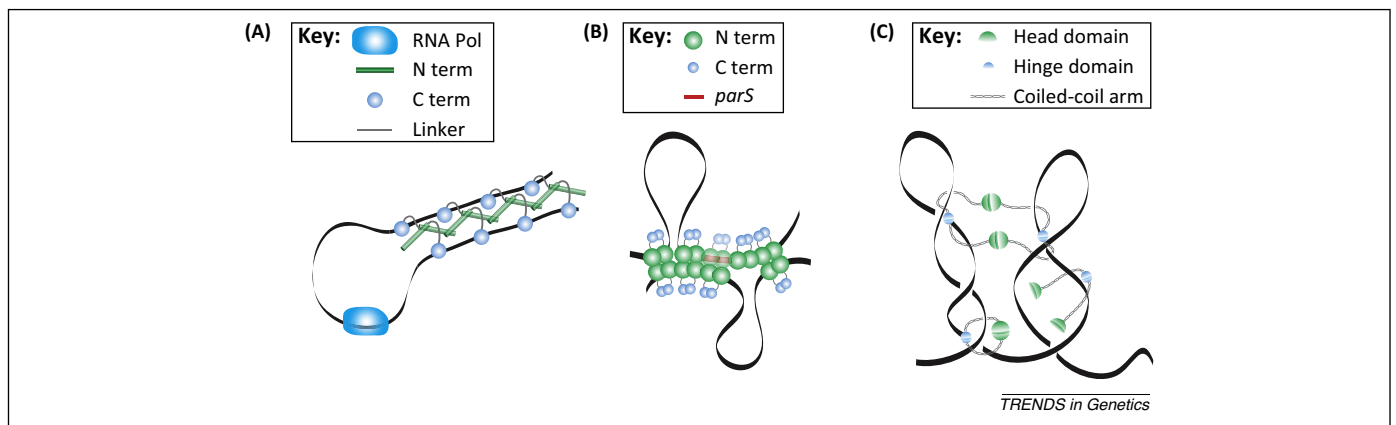 (A)
Key:
RNA Pol
N term
C term
Linker
(B)
Key:
N term
C term
parS
(C)
Key:
Head domain
Hinge domain
Coiled-coil arm
TRENDS in Genetics